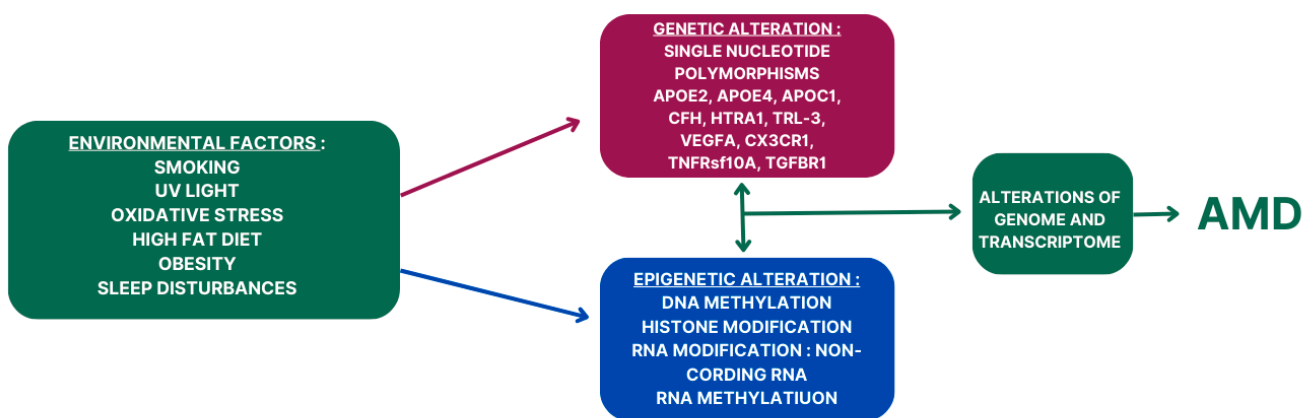 ENVIRONMENTAL FACTORS :
SMOKING
UV LIGHT
OXIDATIVE STRESS
HIGH FAT DIET
OBESITY
SLEEP DISTURBANCES
GENETIC ALTERATION :
SINGLE NUCLEOTIDE
POLYMORPHISMS
APOE2, APOE4, APOC1,
CFH, HTRA1, TRL-3,
VEGFA, CX3CR1,
TNFRsf10A, TGFBR1
EPIGENETIC ALTERATION :
DNA METHYLATION
HISTONE MODIFICATION
RNA MODIFICATION : NON-
CORDING RNA
RNA METHYLATIUON
ALTERATIONS OF
GENOME AND
TRANSCRIPTOME
AMD